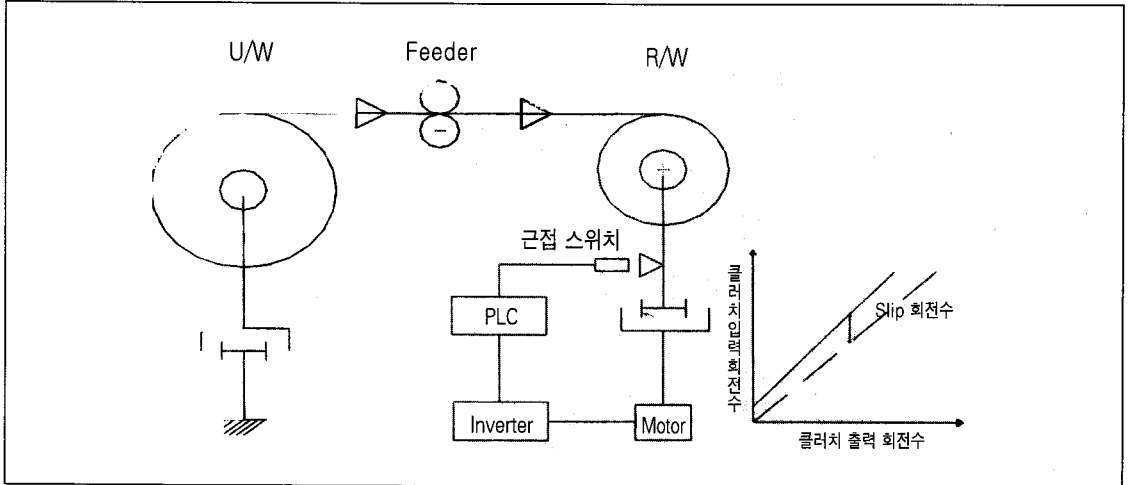 U/W
Feeder
R/W
근접 스위치
PLC
Inverter
Motor
클러치입력회전수
Slip 회전수
클러치 출력 회전수